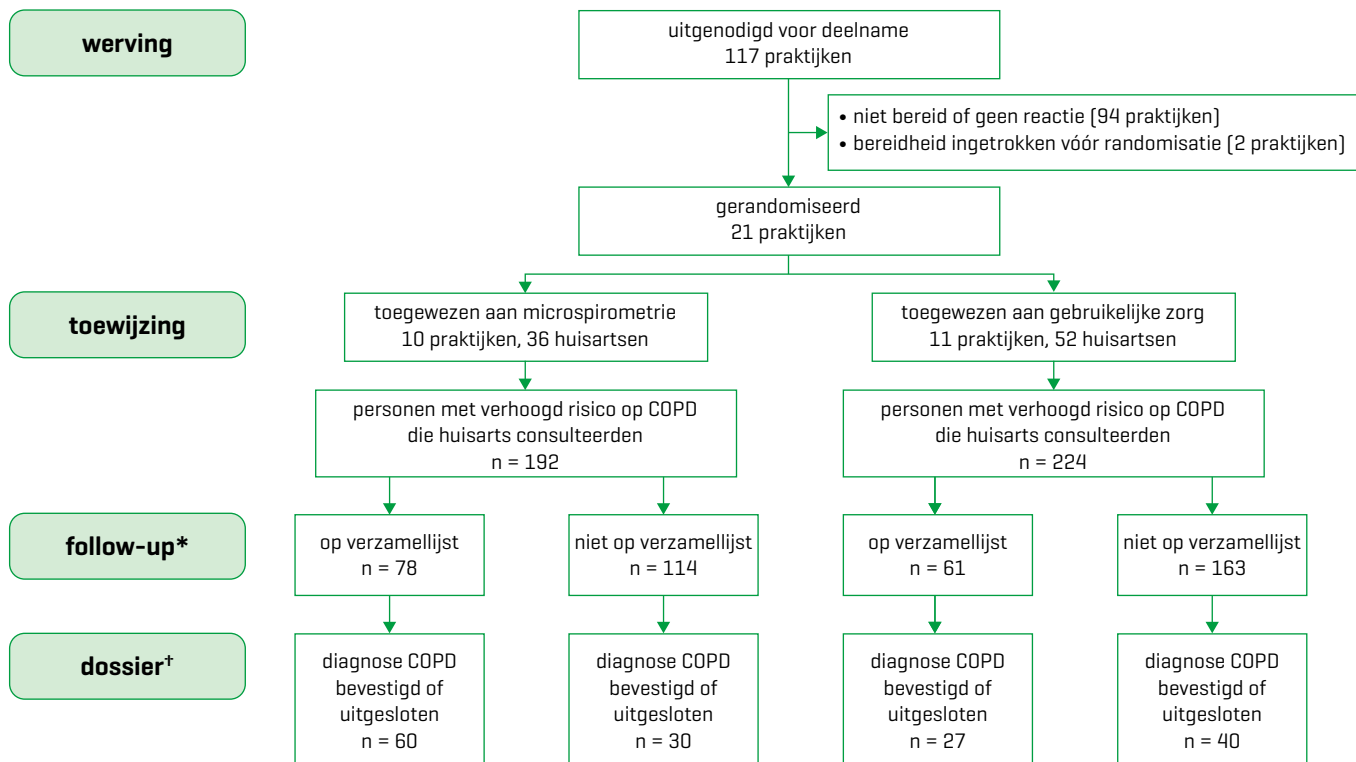 werving
uitgenodigd voor deelname
117 praktijken
• niet bereid of geen reactie (94 praktijken)
• bereidheid ingetrokken vóór randomisatie (2 praktijken)
gerandomiseerd
21 praktijken
toewijzing
toegewezen aan microspirometrie
10 praktijken, 36 huisartsen
toegewezen aan gebruikelijke zorg
11 praktijken, 52 huisartsen
personen met verhoogd risico op COPD
die huisarts consulteerden
n = 192
personen met verhoogd risico op COPD
die huisarts consulteerden
n = 224
follow-up*
op verzamellijst
n = 78
niet op verzamellijst
n = 114
op verzamellijst
n = 61
niet op verzamellijst
n = 163
dossier†
diagnose COPD
bevestigd of
uitgesloten
n = 60
diagnose COPD
bevestigd of
uitgesloten
n = 30
diagnose COPD
bevestigd of
uitgesloten
n = 27
diagnose COPD
bevestigd of
uitgesloten
n = 40